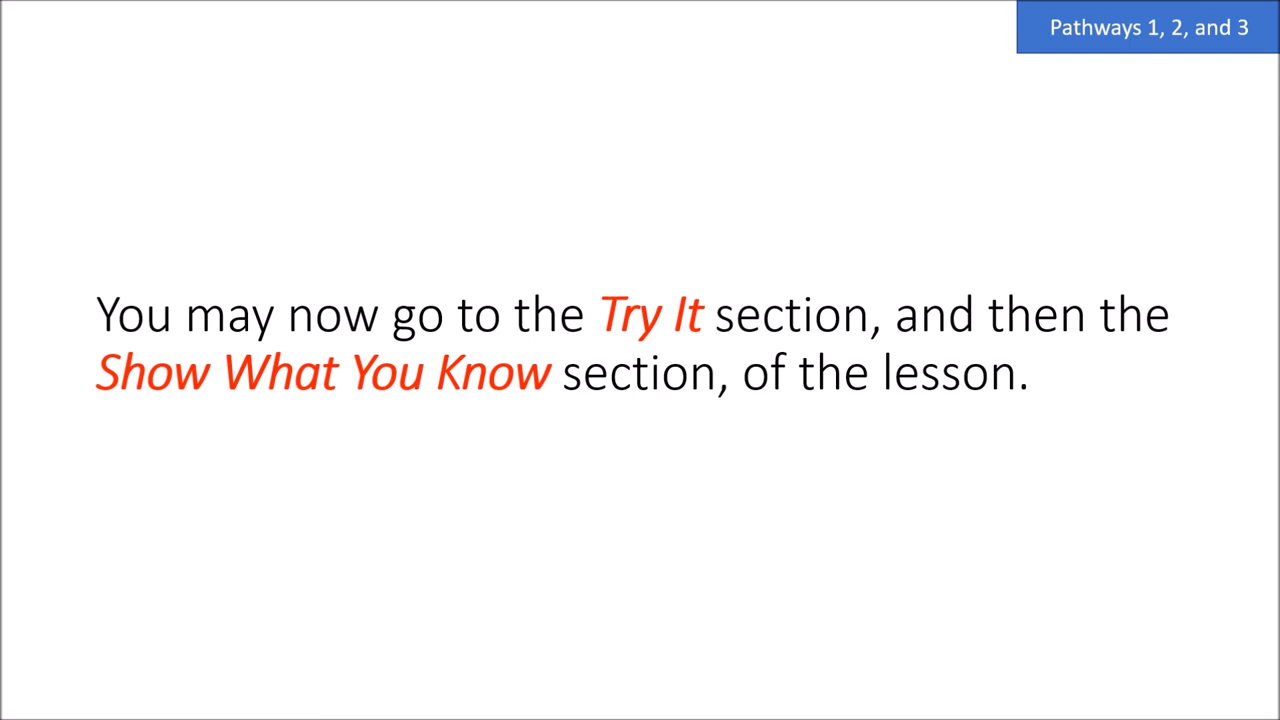 Pathways 1, 2, and 3
You may now go to the Try It section, and then the
Show What You Know section, of the lesson.